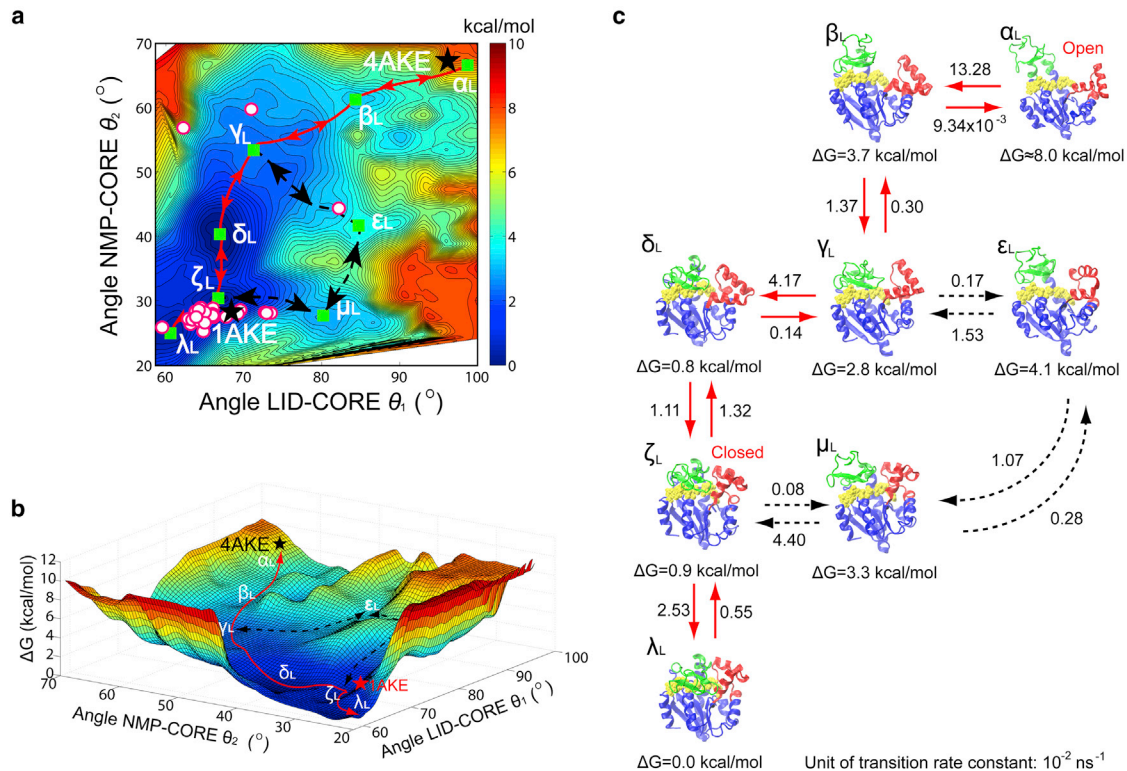 a
kcal/mol
70
60
50
40
30
20
Angle NMP-CORE θ₂ (°)
4AKE
αL
βL
γL
δL
εL
ζL
μL
1AKE
λL
60
70
80
90
100
Angle LID-CORE θ₁ (°)
10
8
6
4
2
0
b
ΔG (kcal/mol)
12
10
8
6
4
2
0
4AKE
αL
βL
εL
γL
δL
ζL
1AKE
λL
70
60
50
40
30
20
Angle NMP-CORE θ₂ (°)
60
70
80
90
100
Angle LID-CORE θ₁ (°)
c
βL
αL
Open
13.28
9.34x10⁻³
ΔG=3.7 kcal/mol
ΔG≈8.0 kcal/mol
1.37
0.30
δL
γL
εL
4.17
0.14
0.17
1.53
ΔG=0.8 kcal/mol
ΔG=2.8 kcal/mol
ΔG=4.1 kcal/mol
1.11
1.32
1.07
0.28
ζL
Closed
μL
0.08
4.40
ΔG=0.9 kcal/mol
ΔG=3.3 kcal/mol
2.53
0.55
λL
ΔG=0.0 kcal/mol
Unit of transition rate constant: 10⁻² ns⁻¹